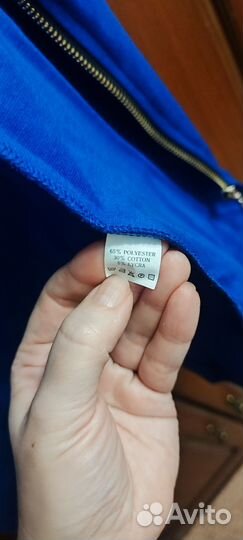 65% POLYESTER
30% COTTON
5% LYCRA
Avito